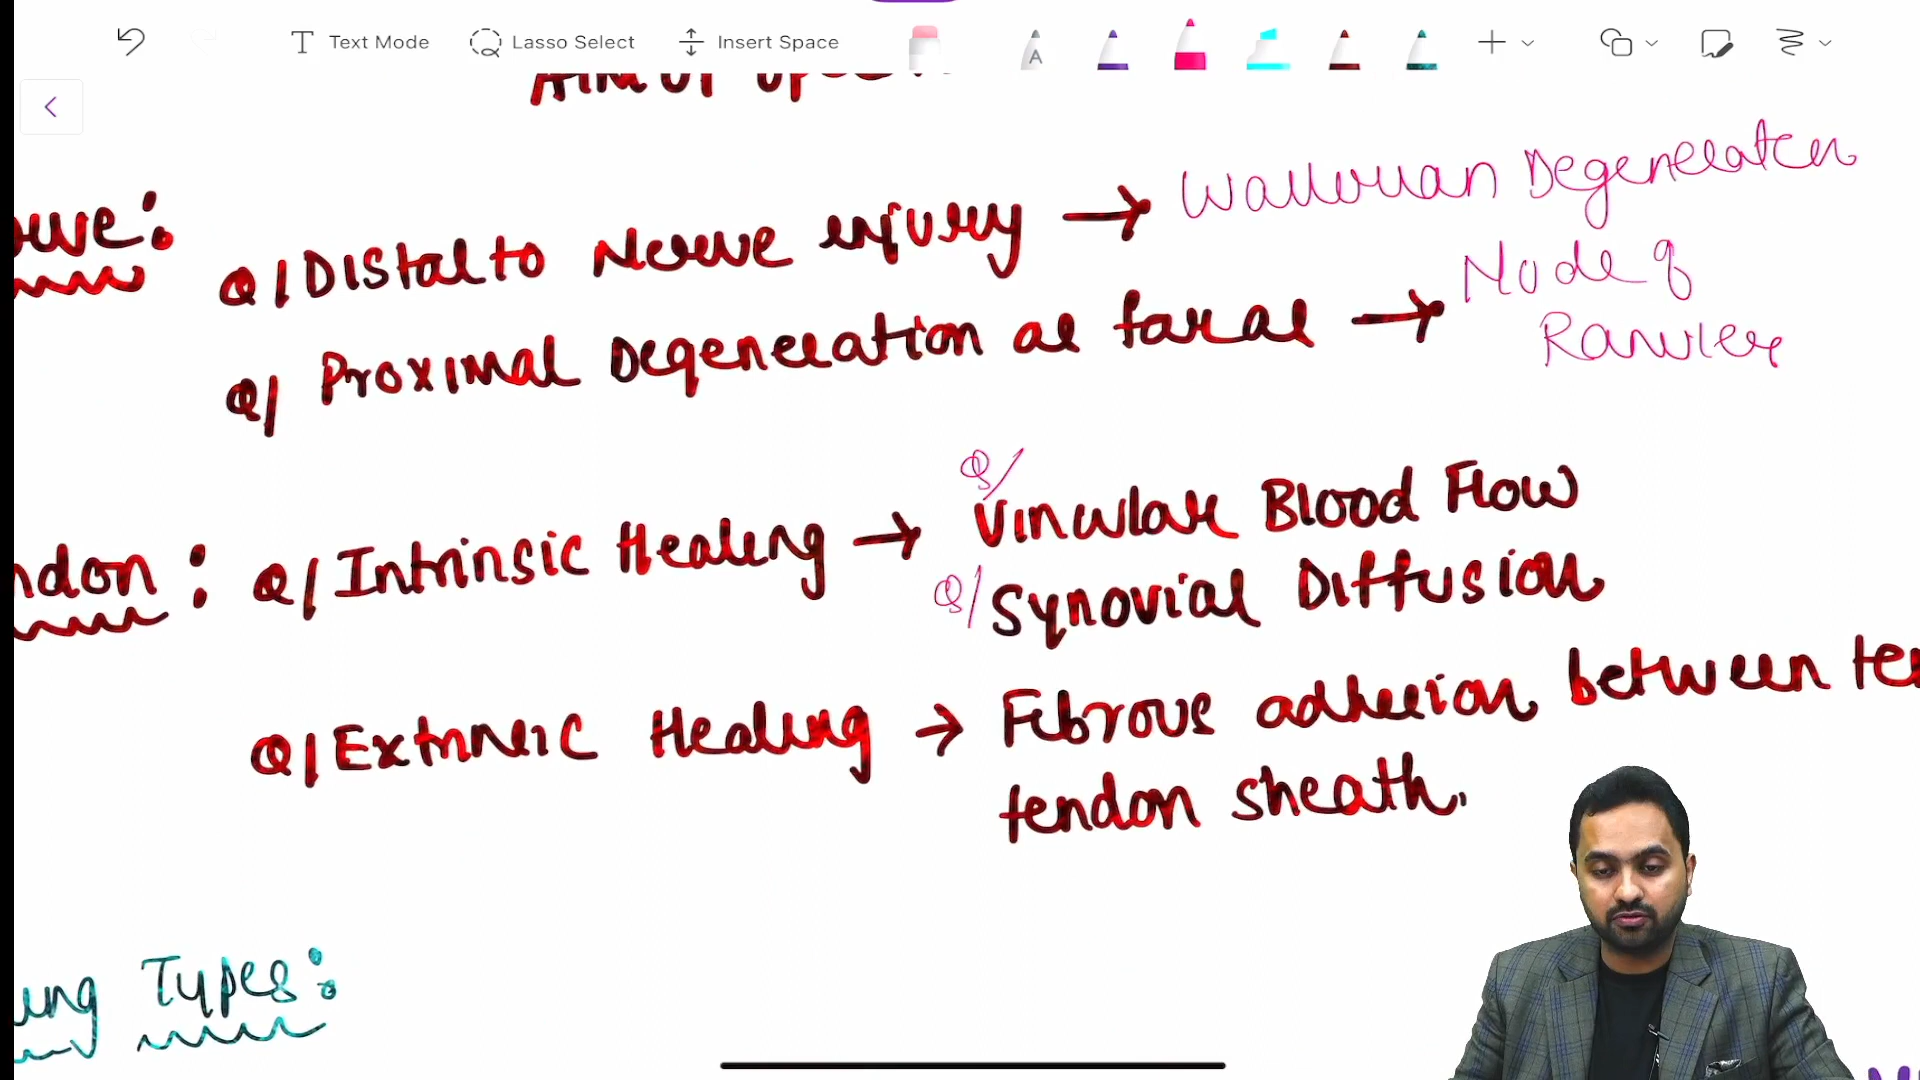 Text Mode Lasso Select Insert Space
Distal to Nerve injury → Wallerian Degeneration
Q/ Proximal Degeneration as far as → Node of
Ranvier
Q/
Q/ Intrinsic Healing → Vincular Blood Flow
Q/ Synovial Diffusion
Q/ Extrinsic Healing → Fibrous adhesion between te
tendon sheath.
Types: